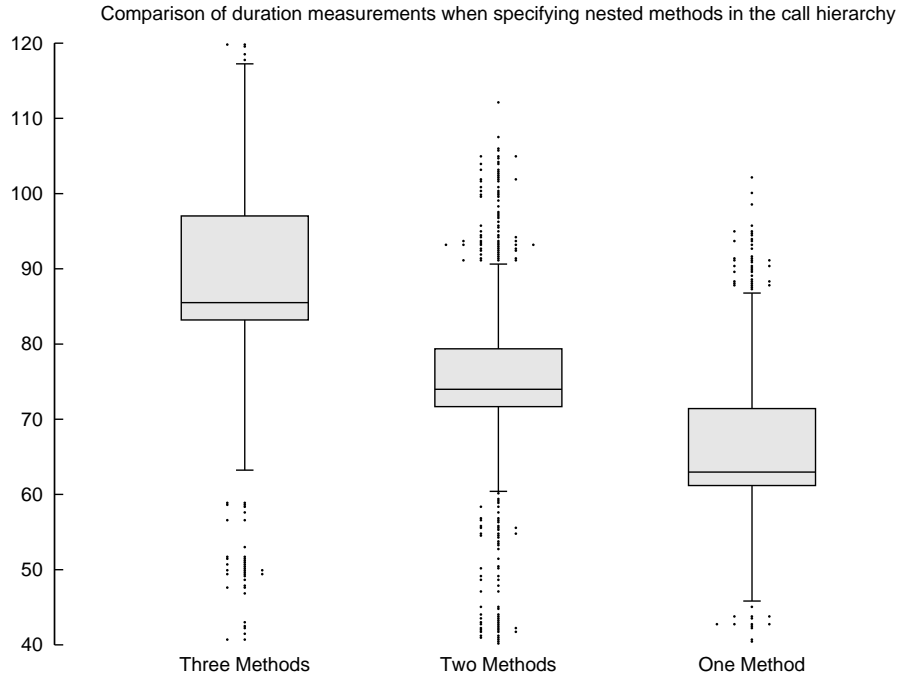 Comparison of duration measurements when specifying nested methods in the call hierarchy
120
110
100
90
80
70
60
50
40
Three Methods
Two Methods
One Method